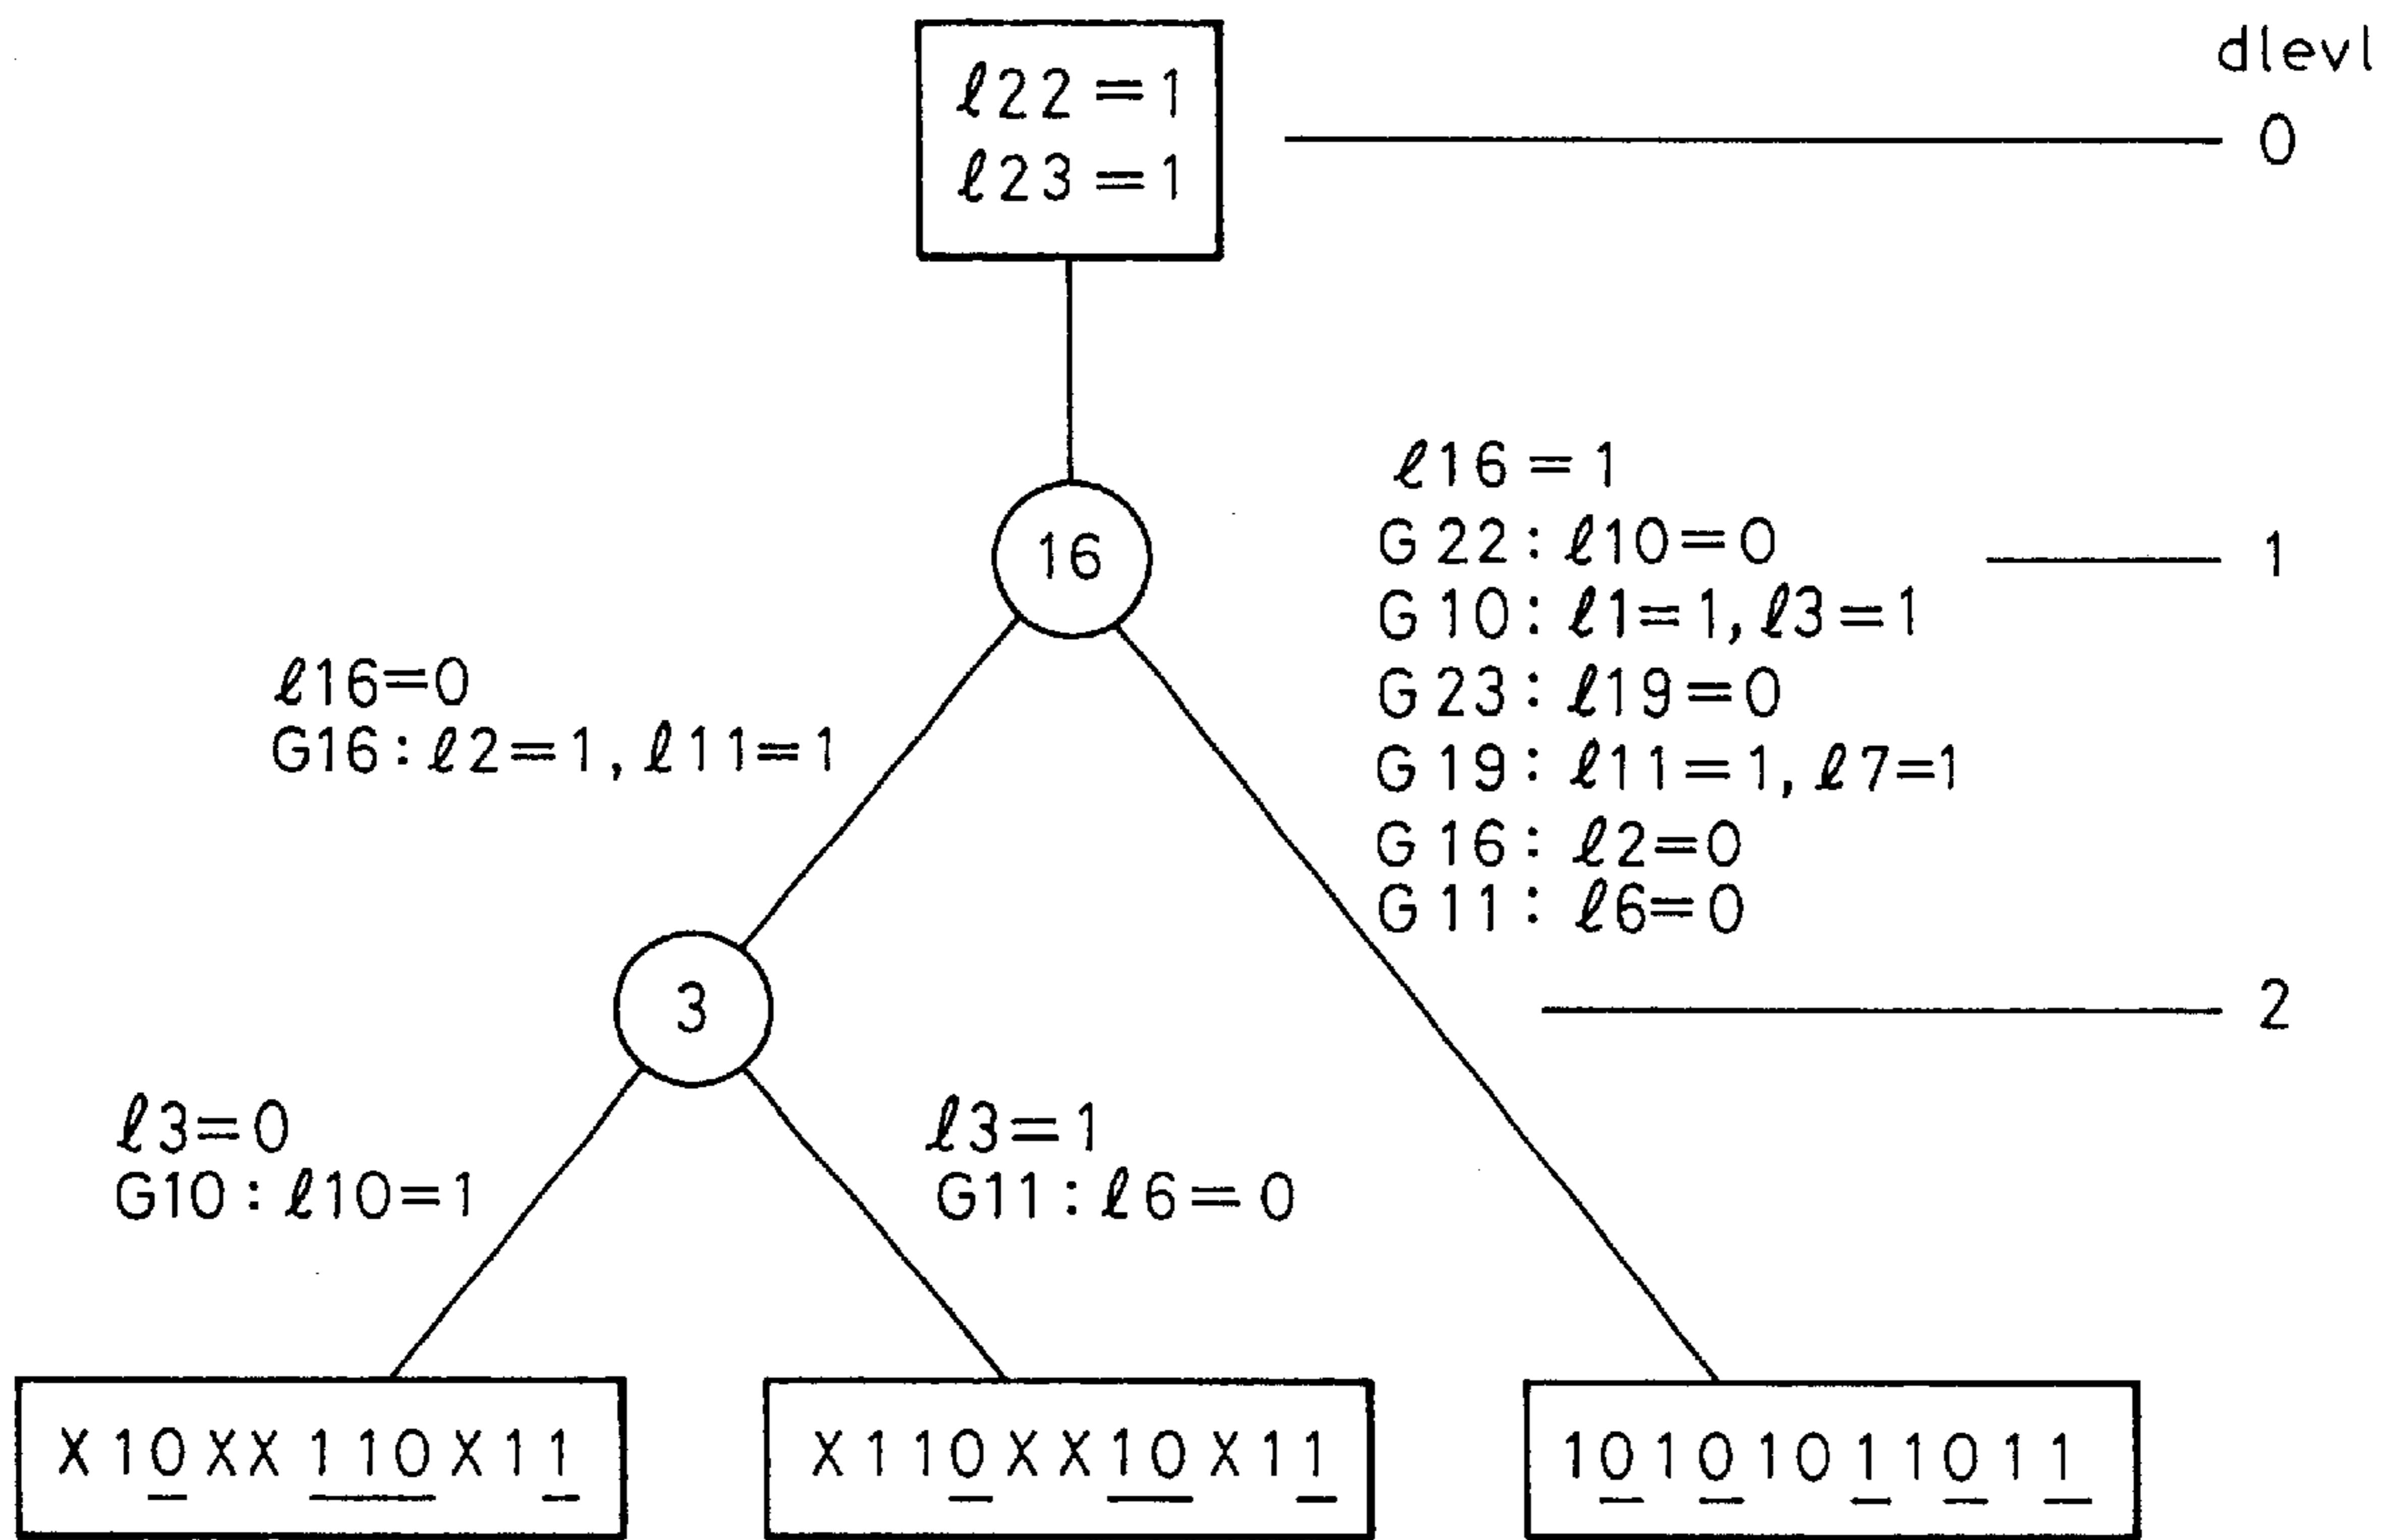 dlevl
ℓ22=1
ℓ23=1
0
16
ℓ16=1
G22:ℓ10=0
G10:ℓ1=1,ℓ3=1
G23:ℓ19=0
G19:ℓ11=1,ℓ7=1
G16:ℓ2=0
G11:ℓ6=0
1
ℓ16=0
G16:ℓ2=1,ℓ11=1
3
2
ℓ3=0
G10:ℓ10=1
ℓ3=1
G11:ℓ6=0
X10XX110X11
X110XX10X11
10101011011